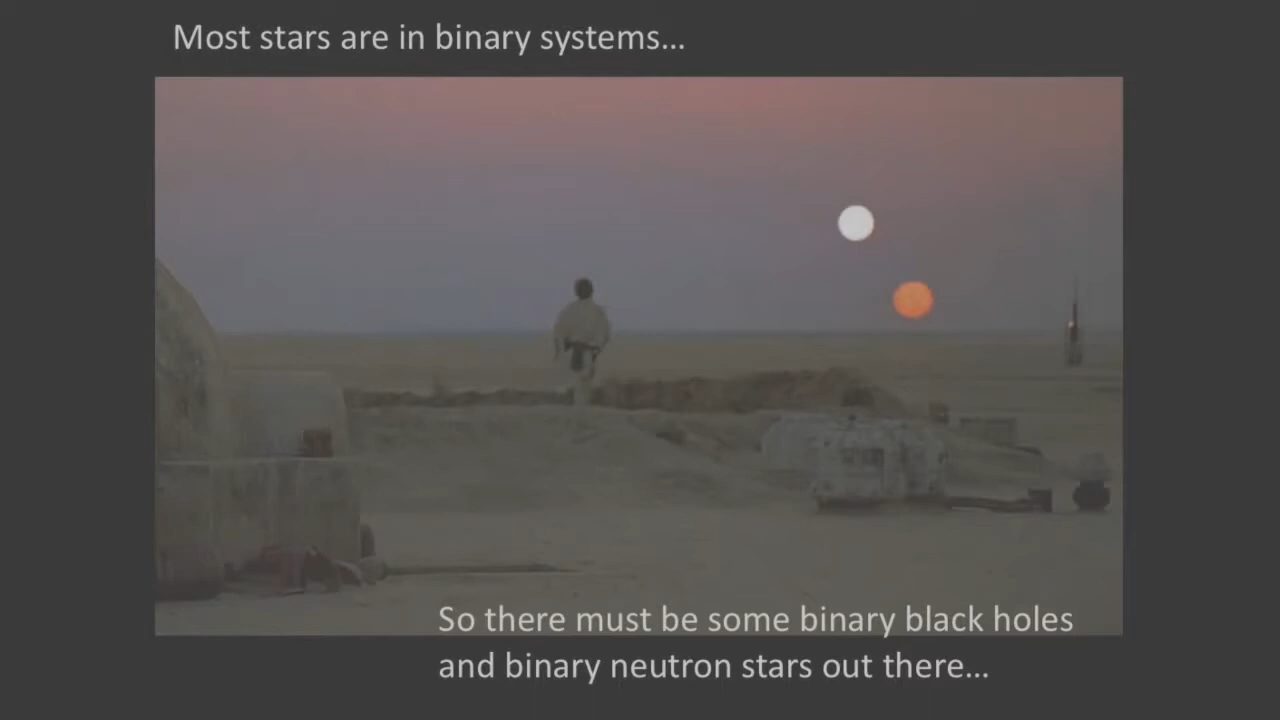 Most stars are in binary systems...
So there must be some binary black holes
and binary neutron stars out there...